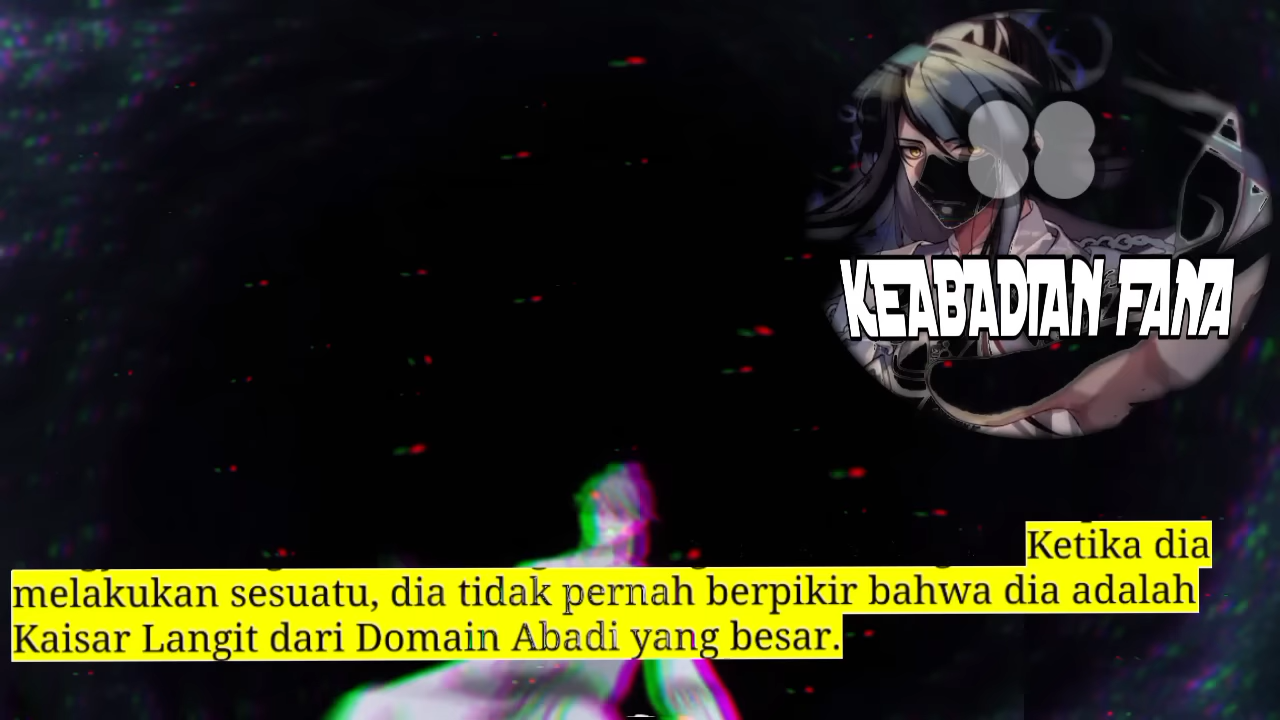 88
KEABADIAN FANA
Ketika dia
melakukan sesuatu, dia tidak pernah berpikir bahwa dia adalah
Kaisar Langit dari Domain Abadi yang besar.